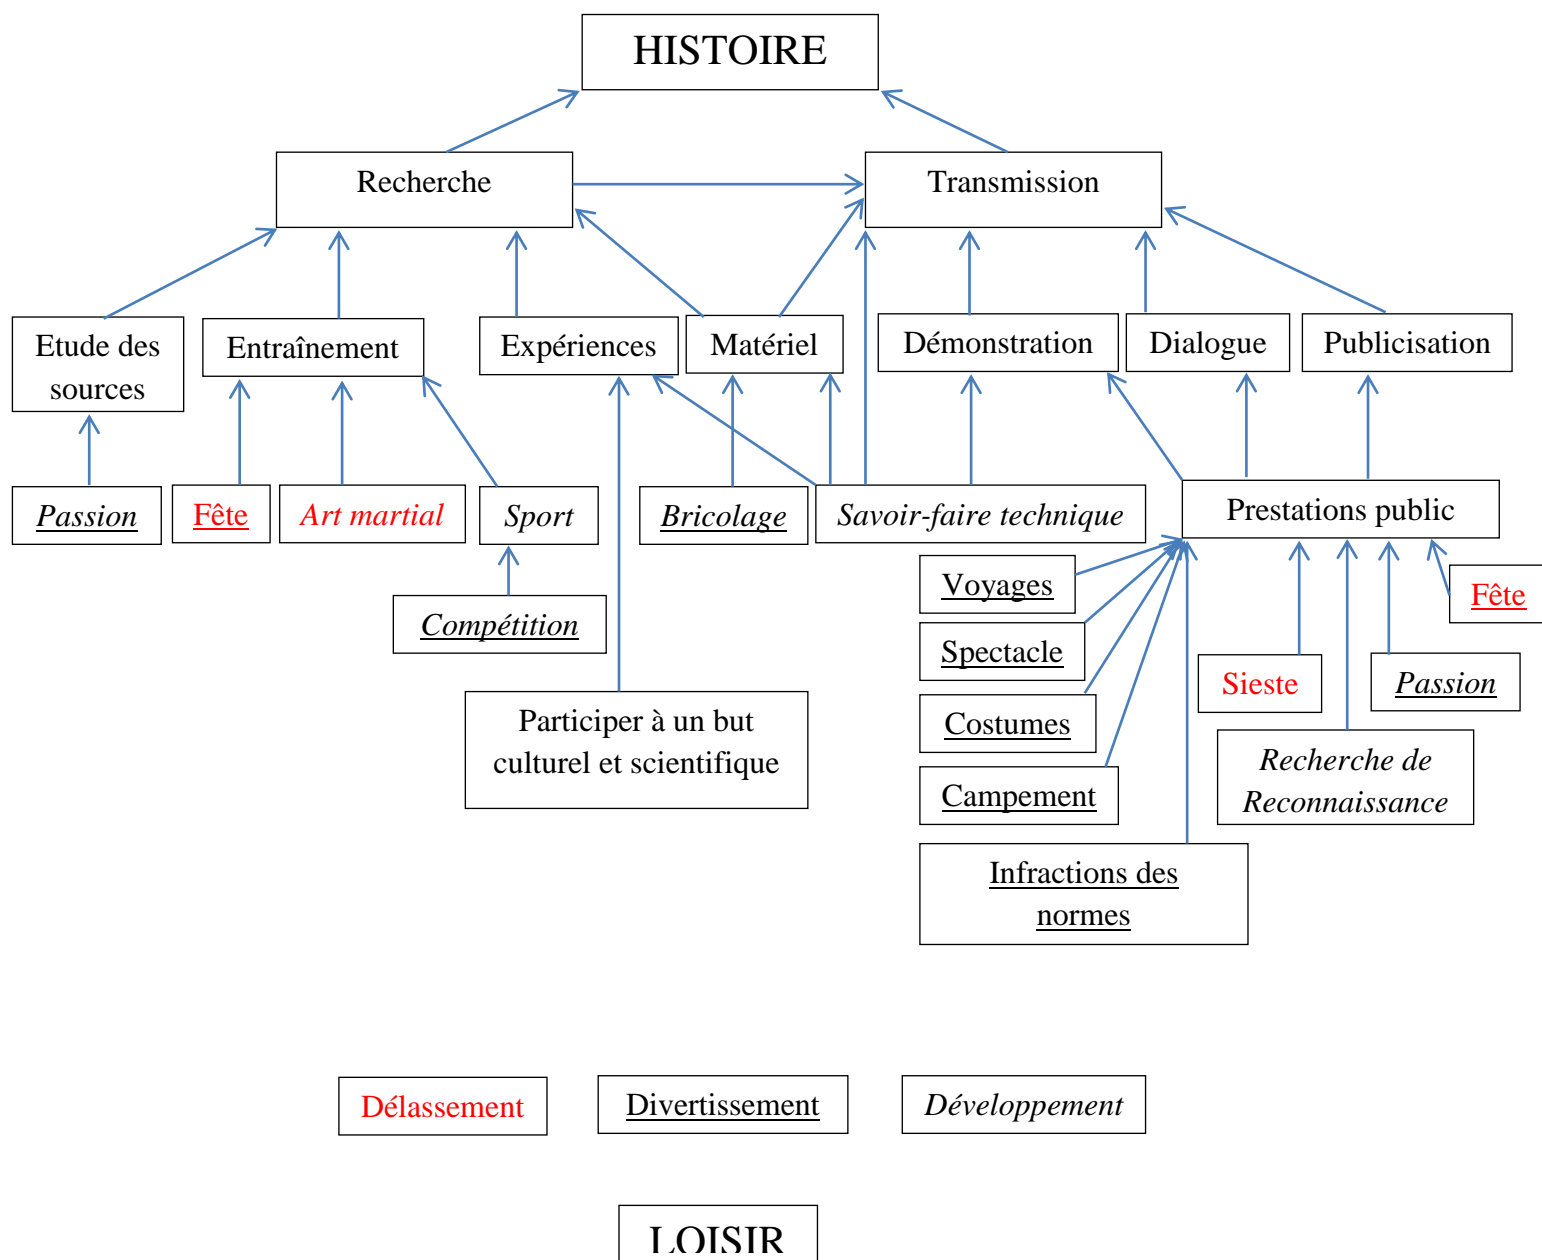 HISTOIRE
Recherche
Transmission
Etude des
sources
Entraînement
Expériences
Matériel
Démonstration
Dialogue
Publicisation
Passion
Fête
Art martial
Sport
Bricolage
Savoir-faire technique
Prestations public
Compétition
Voyages
Fête
Spectacle
Sieste
Passion
Participer à un but
culturel et scientifique
Costumes
Recherche de
Reconnaissance
Campement
Infractions des
normes
Délassement
Divertissement
Développement
LOISIR